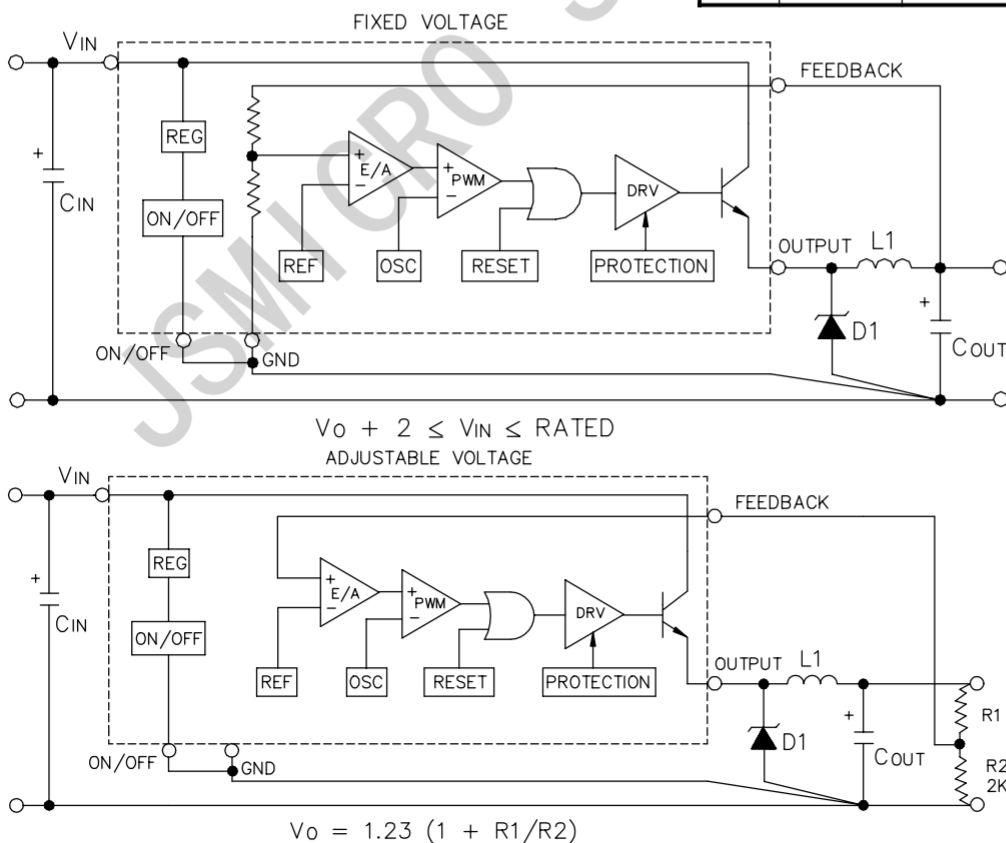 JSMICRO
FIXED VOLTAGE
VIN
FEEDBACK
REG
+
CIN
+
E/A
−
+
PWM
−
DRV
ON/OFF
REF
OSC
RESET
PROTECTION
OUTPUT
L1
+
D1
COUT
ON/OFF
GND
VO + 2 ≤ VIN ≤ RATED
ADJUSTABLE VOLTAGE
VIN
FEEDBACK
REG
+
CIN
+
E/A
−
+
PWM
−
DRV
ON/OFF
REF
OSC
RESET
PROTECTION
OUTPUT
L1
R1
+
D1
COUT
R2
2K
ON/OFF
GND
VO = 1.23 (1 + R1/R2)